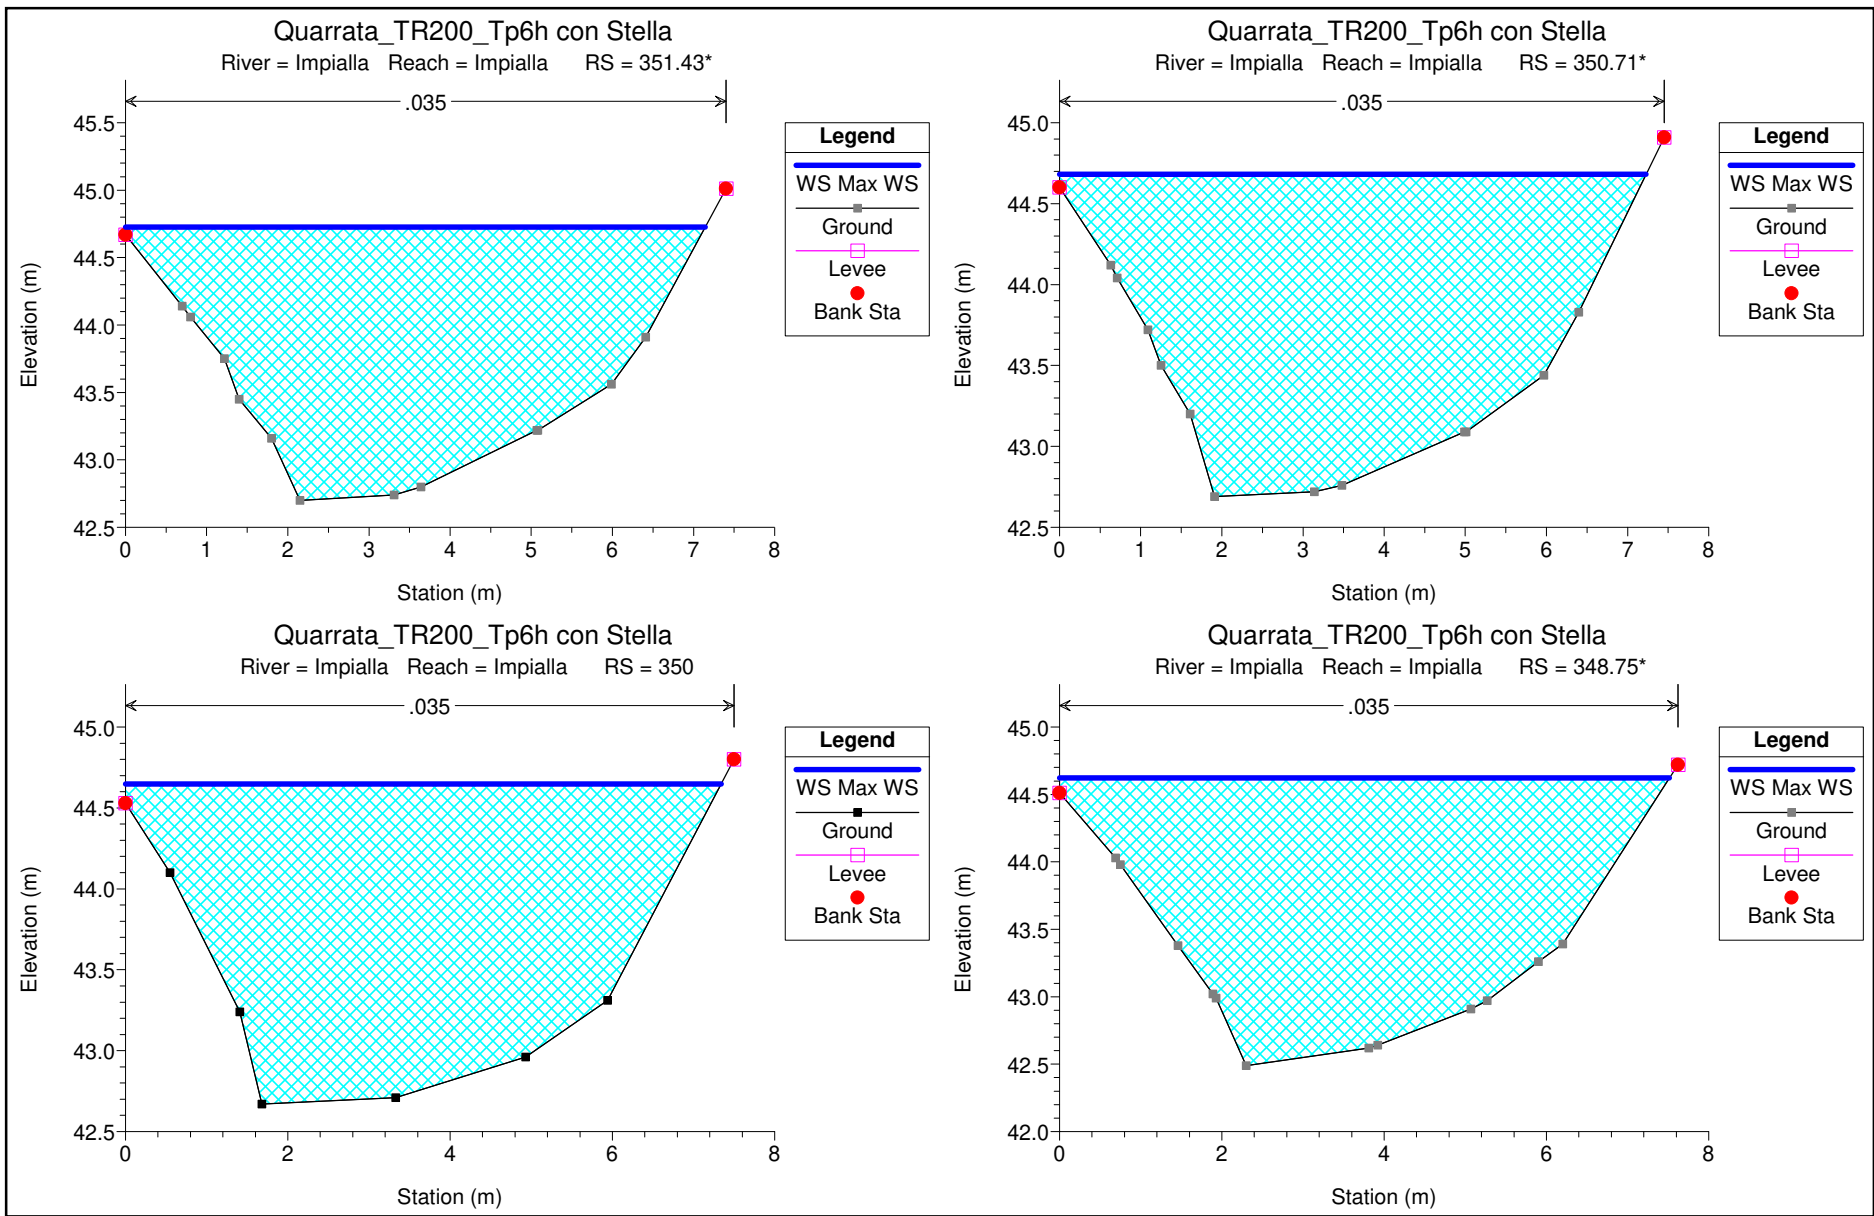 Quarrata_TR200_Tp6h con Stella
River = Impialla Reach = Impialla RS = 351.43*
.035
45.5
45.0
44.5
44.0
43.5
43.0
42.5
Elevation (m)
0 1 2 3 4 5 6 7 8
Station (m)
Legend
WS Max WS
Ground
Levee
Bank Sta
Quarrata_TR200_Tp6h con Stella
River = Impialla Reach = Impialla RS = 350.71*
.035
45.0
44.5
44.0
43.5
43.0
42.5
Elevation (m)
0 1 2 3 4 5 6 7 8
Station (m)
Legend
WS Max WS
Ground
Levee
Bank Sta
Quarrata_TR200_Tp6h con Stella
River = Impialla Reach = Impialla RS = 350
.035
45.0
44.5
44.0
43.5
43.0
42.5
Elevation (m)
0 2 4 6 8
Station (m)
Legend
WS Max WS
Ground
Levee
Bank Sta
Quarrata_TR200_Tp6h con Stella
River = Impialla Reach = Impialla RS = 348.75*
.035
45.0
44.5
44.0
43.5
43.0
42.5
42.0
Elevation (m)
0 2 4 6 8
Station (m)
Legend
WS Max WS
Ground
Levee
Bank Sta